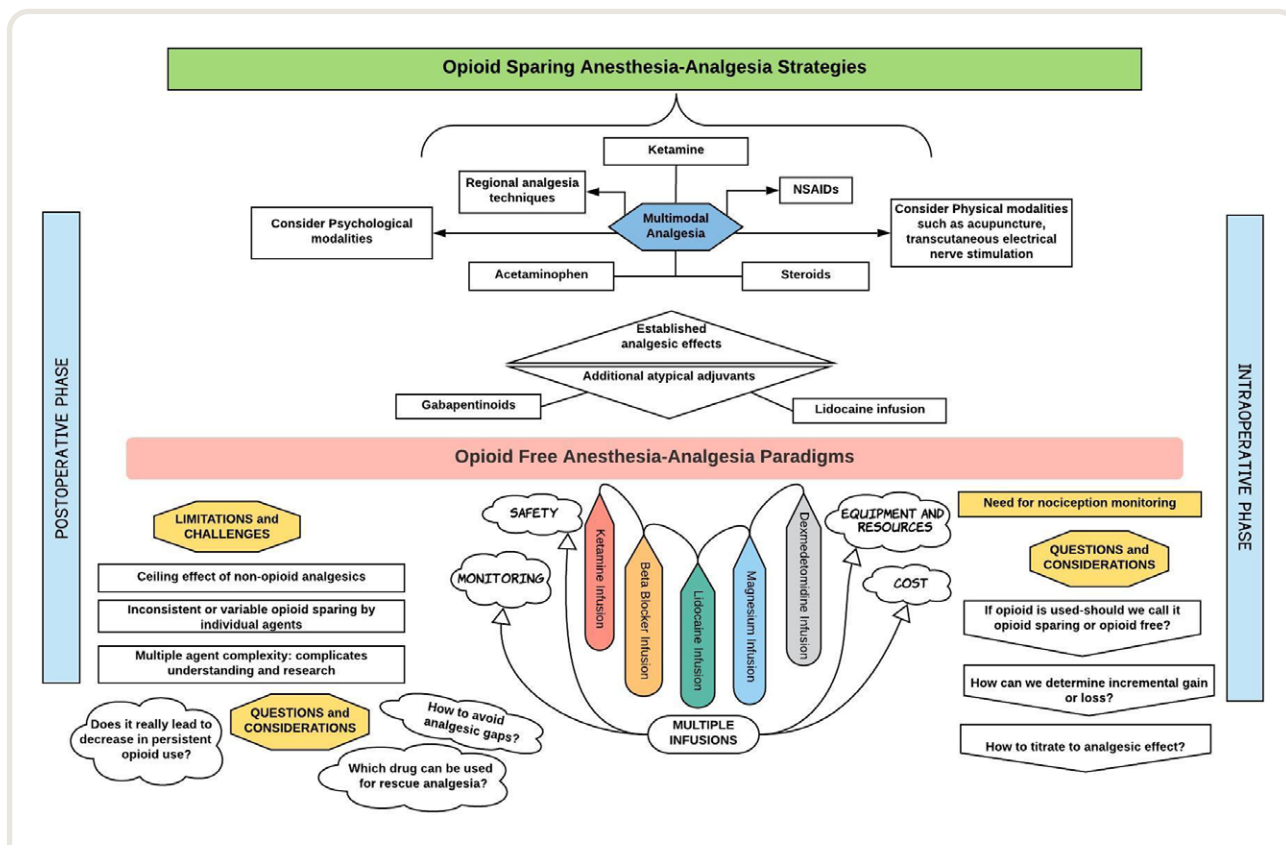 Opioid Sparing Anesthesia-Analgesia Strategies
Ketamine
Regional analgesia
techniques
NSAIDs
Consider Psychological
modalities
Multimodal
Analgesia
Consider Physical modalities
such as acupuncture,
transcutaneous electrical
nerve stimulation
Acetaminophen
Steroids
Established
analgesic effects
Additional atypical adjuvants
Gabapentinoids
Lidocaine infusion
POSTOPERATIVE PHASE
INTRAOPERATIVE PHASE
Opioid Free Anesthesia-Analgesia Paradigms
LIMITATIONS and
CHALLENGES
Ceiling effect of non-opioid analgesics
Inconsistent or variable opioid sparing by
individual agents
Multiple agent complexity: complicates
understanding and research
Does it really lead to
decrease in persistent
opioid use?
QUESTIONS and
CONSIDERATIONS
How to avoid
analgesic gaps?
Which drug can be used
for rescue analgesia?
SAFETY
MONITORING
Ketamine Infusion
Beta Blocker Infusion
Lidocaine Infusion
Magnesium Infusion
Dexmedetomidine Infusion
EQUIPMENT AND
RESOURCES
COST
MULTIPLE
INFUSIONS
Need for nociception monitoring
QUESTIONS and
CONSIDERATIONS
If opioid is used-should we call it
opioid sparing or opioid free?
How can we determine incremental gain
or loss?
How to titrate to analgesic effect?